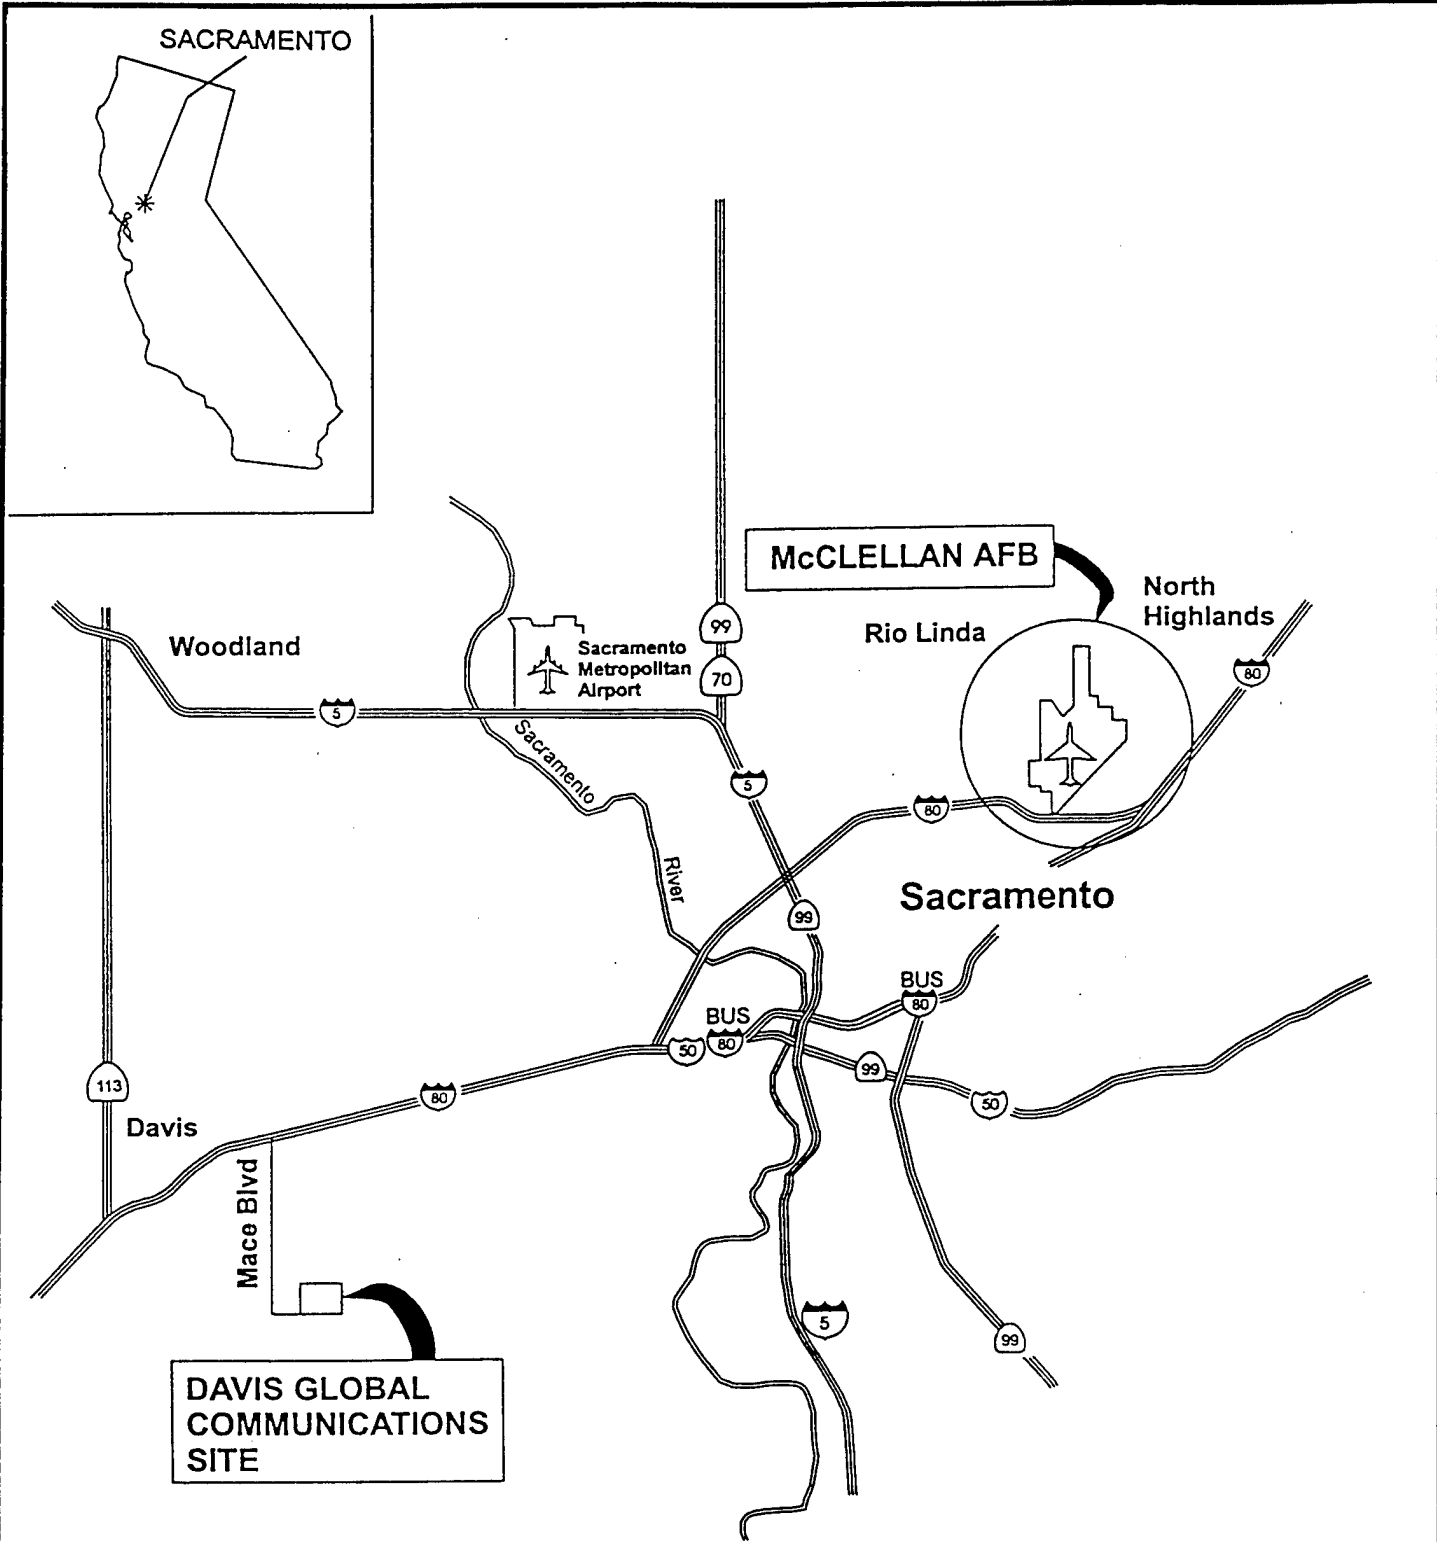 SACRAMENTO
McCLELLAN AFB
North
Highlands
Rio Linda
99
70
80
Woodland
Sacramento
Metropolitan
Airport
5
Sacramento
5
80
River
Sacramento
99
BUS
80
BUS
50
80
99
50
113
80
Davis
Mace Blvd
5
99
DAVIS GLOBAL
COMMUNICATIONS
SITE